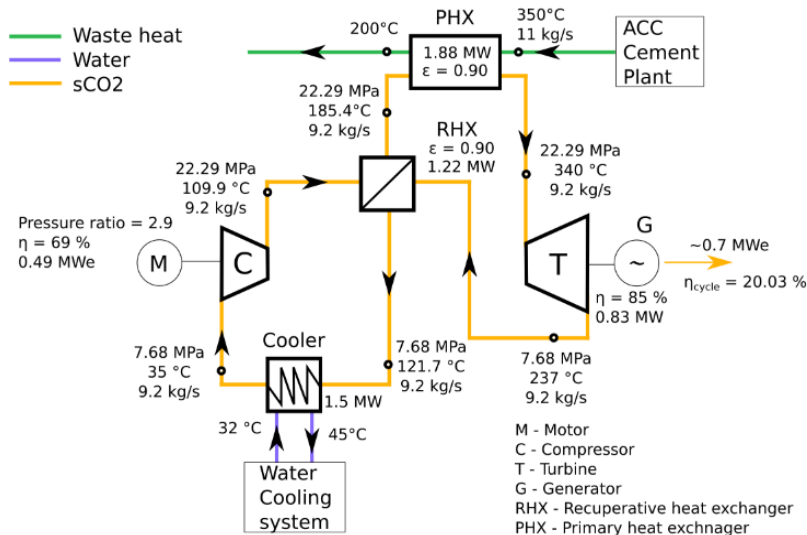 Waste heat
Water
sCO2
PHX
200°C
350°C
11 kg/s
1.88 MW
ε = 0.90
ACC
Cement
Plant
22.29 MPa
185.4°C
9.2 kg/s
RHX
ε = 0.90
1.22 MW
22.29 MPa
109.9 °C
9.2 kg/s
22.29 MPa
340 °C
9.2 kg/s
Pressure ratio = 2.9
η = 69 %
0.49 MWe
M
C
T
G
~
~0.7 MWe
ηcycle = 20.03 %
η = 85 %
0.83 MW
7.68 MPa
35 °C
9.2 kg/s
Cooler
1.5 MW
7.68 MPa
121.7 °C
9.2 kg/s
7.68 MPa
237 °C
9.2 kg/s
32 °C
45°C
Water
Cooling
system
M - Motor
C - Compressor
T - Turbine
G - Generator
RHX - Recuperative heat exchanger
PHX - Primary heat exchnager